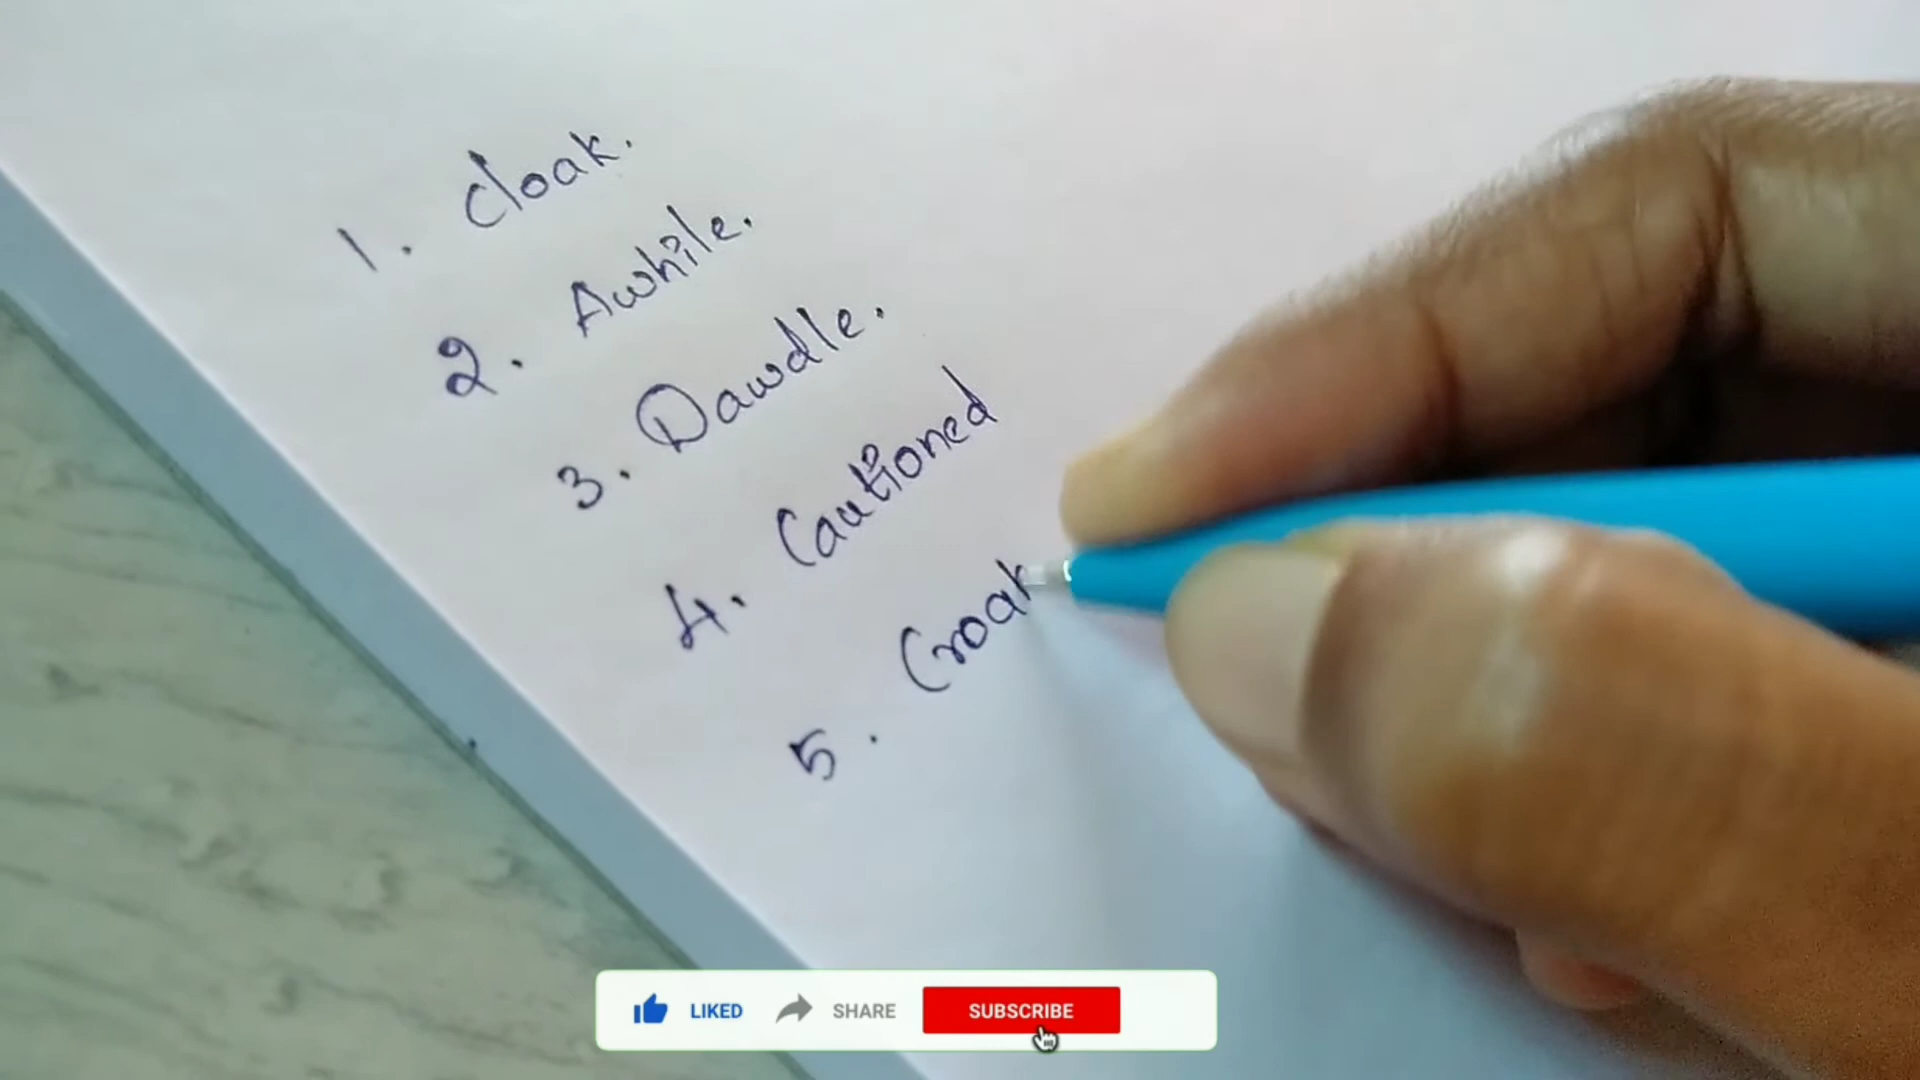 1. Cloak.
2. Awhile.
3. Dawdle.
4. Cautioned
5. Croak
LIKED SHARE SUBSCRIBE